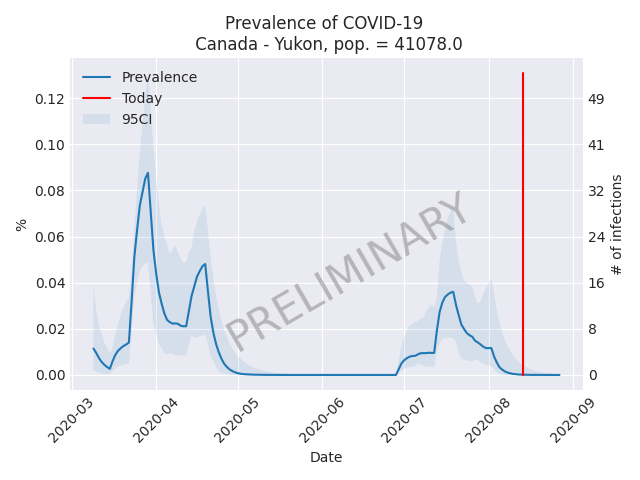 Prevalence of COVID-19
Canada - Yukon, pop. = 41078.0
Prevalence
Today
95CI
PRELIMINARY
%
0.12
0.10
0.08
0.06
0.04
0.02
0.00
49
41
32
24
16
8
0
# of infections
2020-03
2020-04
2020-05
2020-06
2020-07
2020-08
2020-09
Date